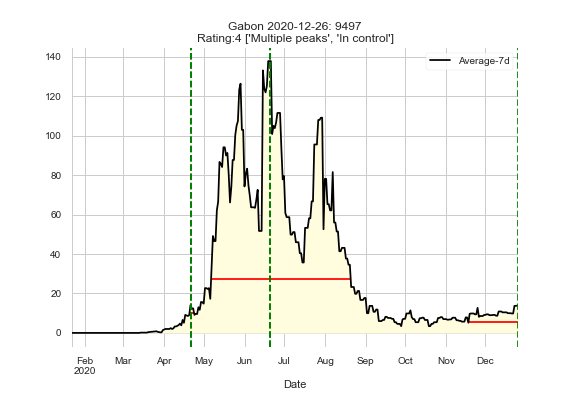 Gabon 2020-12-26: 9497
Rating:4 ['Multiple peaks', 'In control']
Average-7d
140
120
100
80
60
40
20
0
Feb Mar Apr May Jun Jul Aug Sep Oct Nov Dec
2020
Date